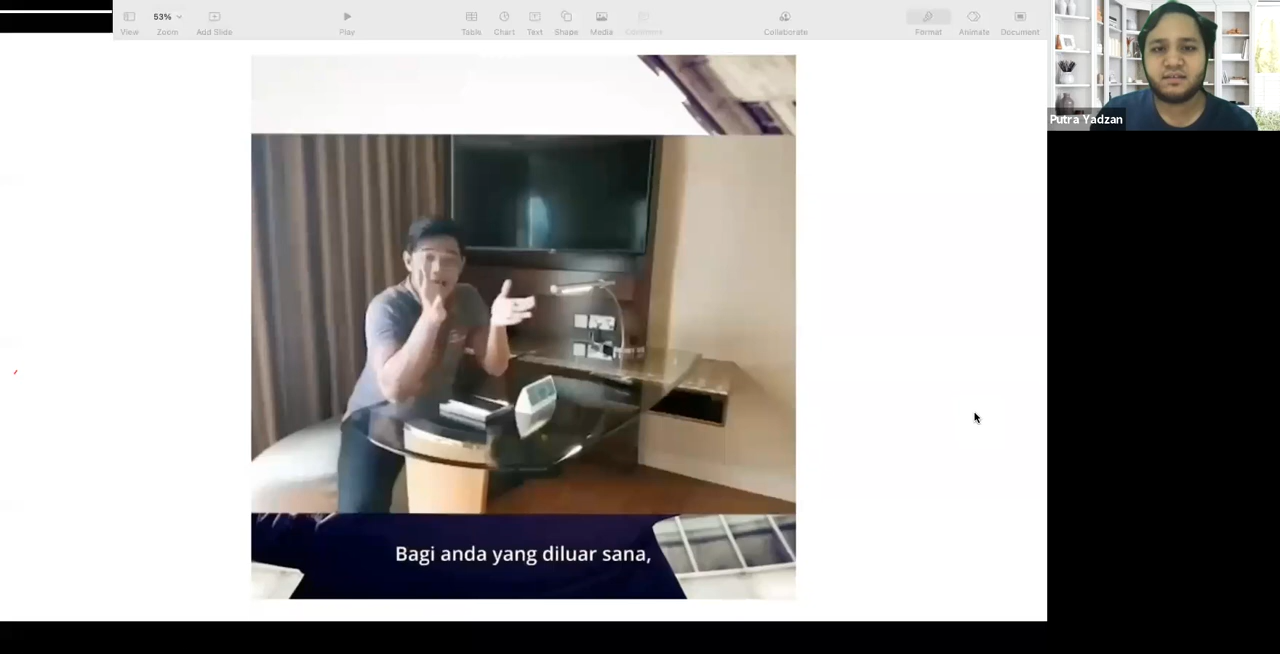 53%
View
Zoom
Add Slide
Play
Table
Chart
Text
Shape
Media
Comment
Collaborate
Format
Animate
Document
Putra Yadzan
Bagi anda yang diluar sana,